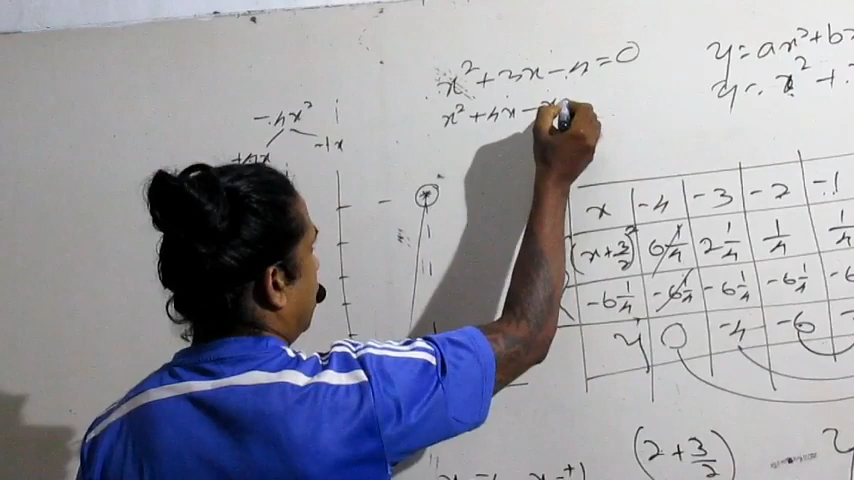 x² + 3x - 4 = 0
x² + 4x - x
y = ax² + bx
y = x² +
-4x²
+4x -1x
x -4 -3 -2 -1
(x+3/2)² 6 1/4 2 1/4 1/4 1/4
-6 1/4 -6 1/4 -6 1/4 -6 1/4 -6
y 0 -4 -6
(2 + 3/2)
y